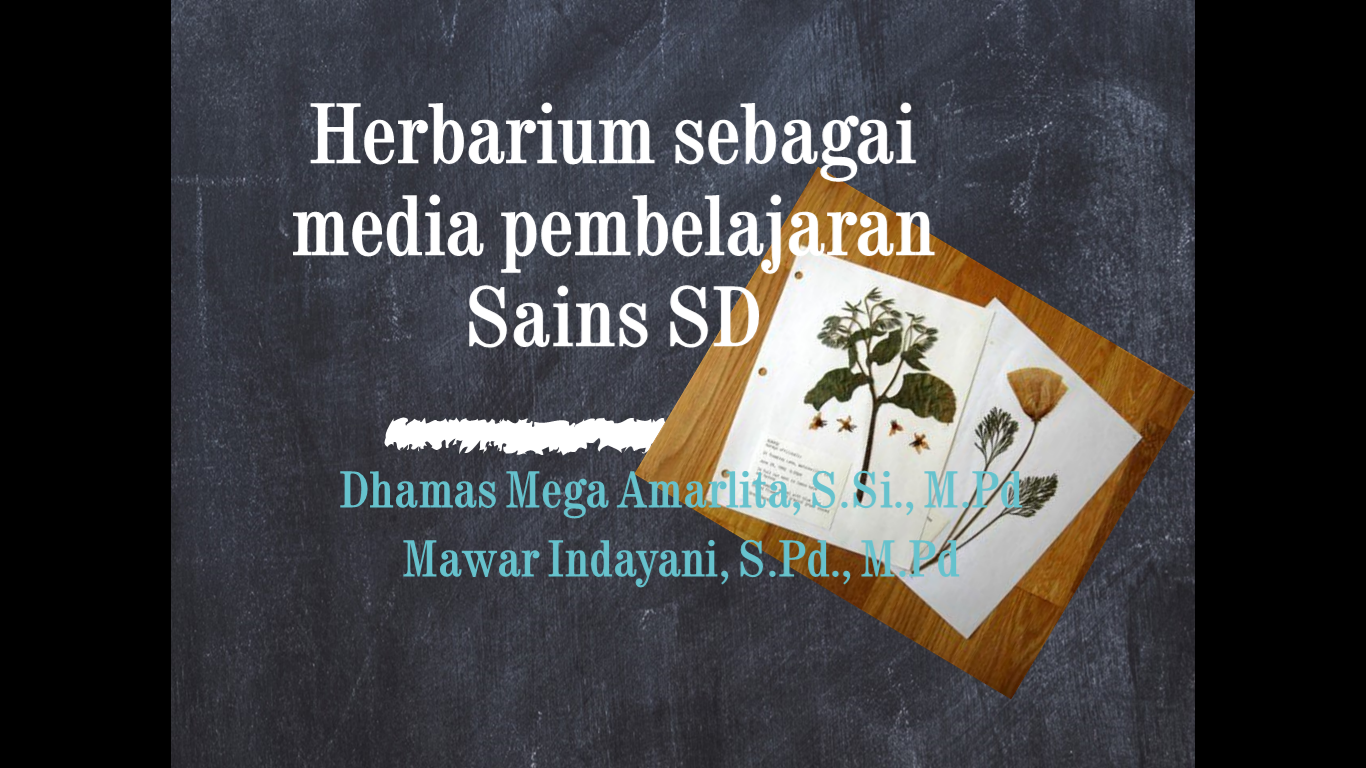 Herbarium sebagai
media pembelajaran
Sains SD
Dhamas Mega Amarlita, S.Si., M.Pd
Mawar Indayani, S.Pd., M.Pd